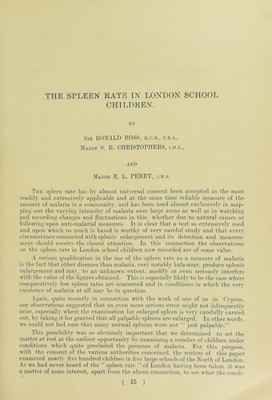 THE SPLEEN RATE IN LONDON SCHOOL
CHILDREN.
BY
SIR RONALD ROSS, K.C.B., F.R.S.,
MAJOR S. R. CHRISTOPHERS, I.M.S.,
AND
MAJOR E. L. PERRY, I.M.S.
THE spleen rate has by almost universal consent been accepted as the most
readily and extensively applicable and at the same time reliable measure of the
amount of malaria in a community, and has been used almost exclusively in map-
ping out the varying intensity of malaria over large areas as well as in watching
and recording changes and fluctuations in this, whether due to natural causes or
following upon anti-malarial measures. It is clear that a test so extensively used
and upon which so much is based is worthy of very careful study and that every
circumstance connected with splenic enlargement and its detection and measure-
ment should receive the closest attention. In this connection the observations
on the spleen rate in London school children now recorded are of some value.
A serious qualification in the use of the spleen rate as a measure of malaria
is the fact that other diseases than malaria, very notably kala-azar, produce splenic
enlargement and may, to an unknown extent, modify or even seriously interfere
with the value of the figures obtained. This is especially likely to be the case where
comparatively low spleen rates are concerned and in conditions in which the very
existence of malaria at all may be in question.
Again, quite recently in connection with the work of one of us in Cyprus,
our observations suggested that an even more serious error might not infrequently
arise, especially where the examination for enlarged spleen is very carefully carried
out, by taking it for granted that all palpable spleens are enlarged. In other words,
we could not feel sure that many normal spleens were not " just palpable."
This possibility was so obviously important that we determined to set the
matter at rest at the earliest opportunity by examining a number of children under
conditions which quite precluded the presence of malaria. For this purpose,
with the consent of the various authorities concerned, the writers of this paper
examined nearly five hundred children in five large schools of the North of London.
As we had never heard of the " spleen rate " of London having been taken it was
a matter of some interest, apart from the above connection, to see what the condi-
( 15 )